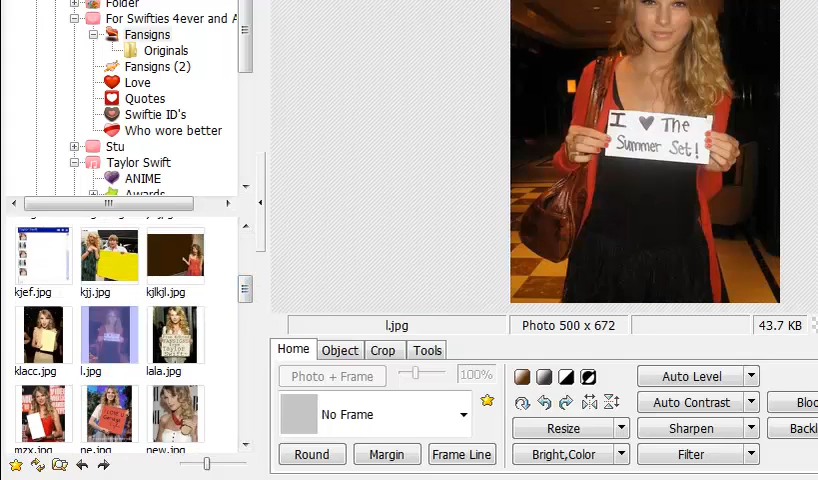 Folder
For Swifties 4ever and A
Fansigns
Originals
Fansigns (2)
Love
Quotes
Swiftie ID's
Who wore better
Stu
Taylor Swift
ANIME
Awards
kjef.jpg
kjj.jpg
kjlkjl.jpg
klacc.jpg
l.jpg
lala.jpg
mzx.jpg
ne.jpg
new.jpg
I ♥ The
Summer Set!
l.jpg
Photo 500 x 672
43.7 KB
Home
Object
Crop
Tools
Photo + Frame
100%
No Frame
Round
Margin
Frame Line
Auto Level
Auto Contrast
Bloo
Resize
Sharpen
Backl
Bright,Color
Filter